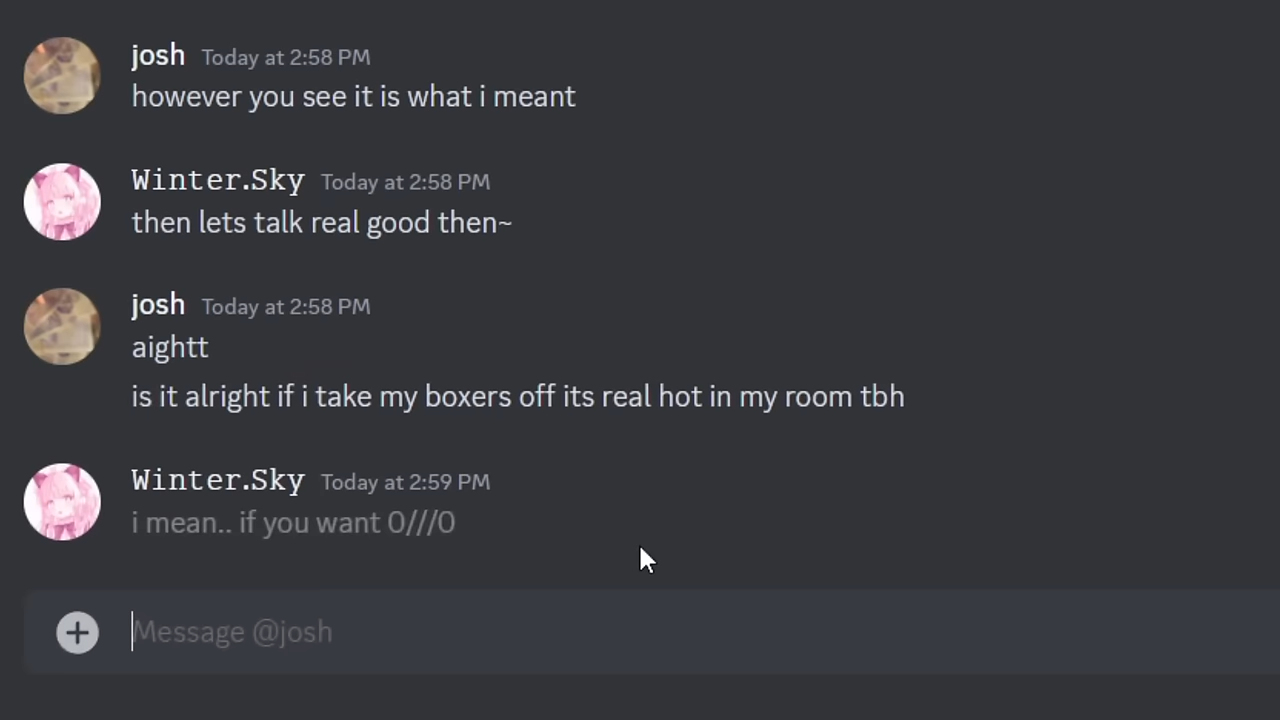 josh Today at 2:58 PM
however you see it is what i meant
Winter.Sky Today at 2:58 PM
then lets talk real good then~
josh Today at 2:58 PM
aightt
is it alright if i take my boxers off its real hot in my room tbh
Winter.Sky Today at 2:59 PM
i mean.. if you want O///O
Message @josh